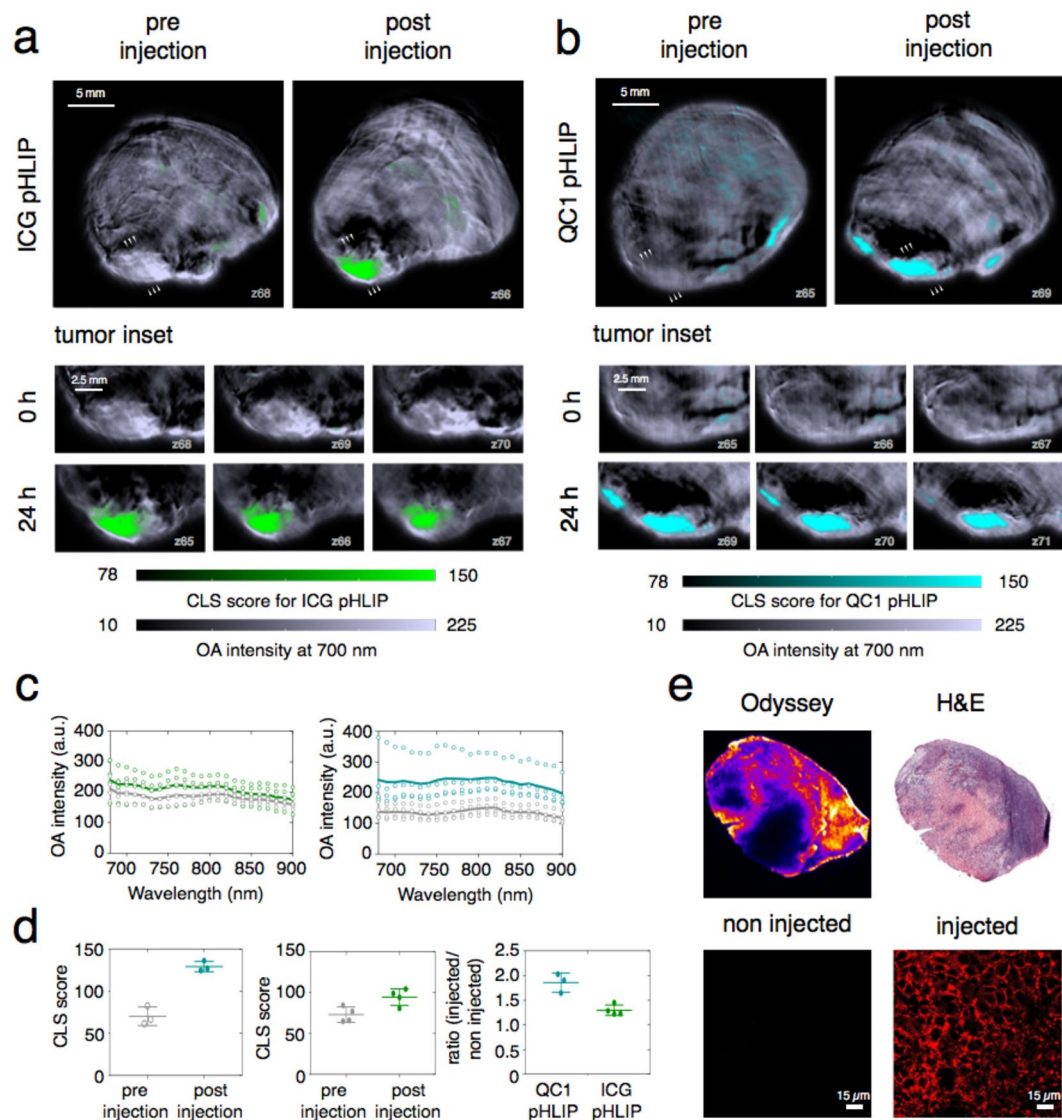 a
pre
injection
post
injection
ICG pHLIP
5 mm
z68
z66
tumor inset
0 h
2.5 mm
z68
z69
z70
24 h
z65
z66
z67
78
150
CLS score for ICG pHLIP
10
225
OA intensity at 700 nm
b
pre
injection
post
injection
QC1 pHLIP
5 mm
z65
z69
tumor inset
0 h
2.5 mm
z65
z66
z67
24 h
z69
z70
z71
78
150
CLS score for QC1 pHLIP
10
225
OA intensity at 700 nm
c
OA intensity (a.u.)
400
300
200
100
0
700 750 800 850 900
Wavelength (nm)
OA intensity (a.u.)
400
300
200
100
0
700 750 800 850 900
Wavelength (nm)
d
CLS score
150
100
50
0
pre
injection
post
injection
CLS score
150
100
50
0
pre
injection
post
injection
ratio (injected/
non injected)
2.5
2.0
1.5
1.0
0.5
0
QC1
pHLIP
ICG
pHLIP
e
Odyssey
H&E
non injected
injected
15 µm
15 µm